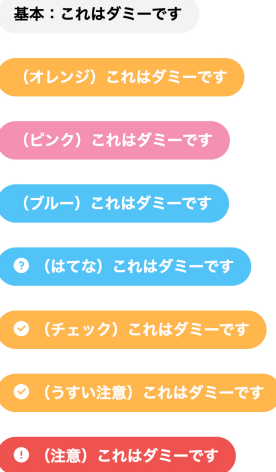 基本：これはダミーです
（オレンジ）これはダミーです
（ピンク）これはダミーです
（ブルー）これはダミーです
? （はてな）これはダミーです
（チェック）これはダミーです
（うすい注意）これはダミーです
! （注意）これはダミーです